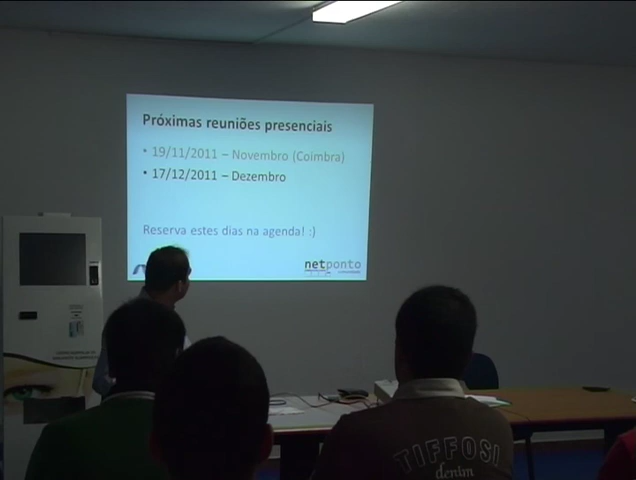 Próximas reuniões presenciais
• 19/11/2011 – Novembro (Coimbra)
• 17/12/2011 – Dezembro
Reserva estes dias na agenda! :)
netponto
TIFFOSI
denim